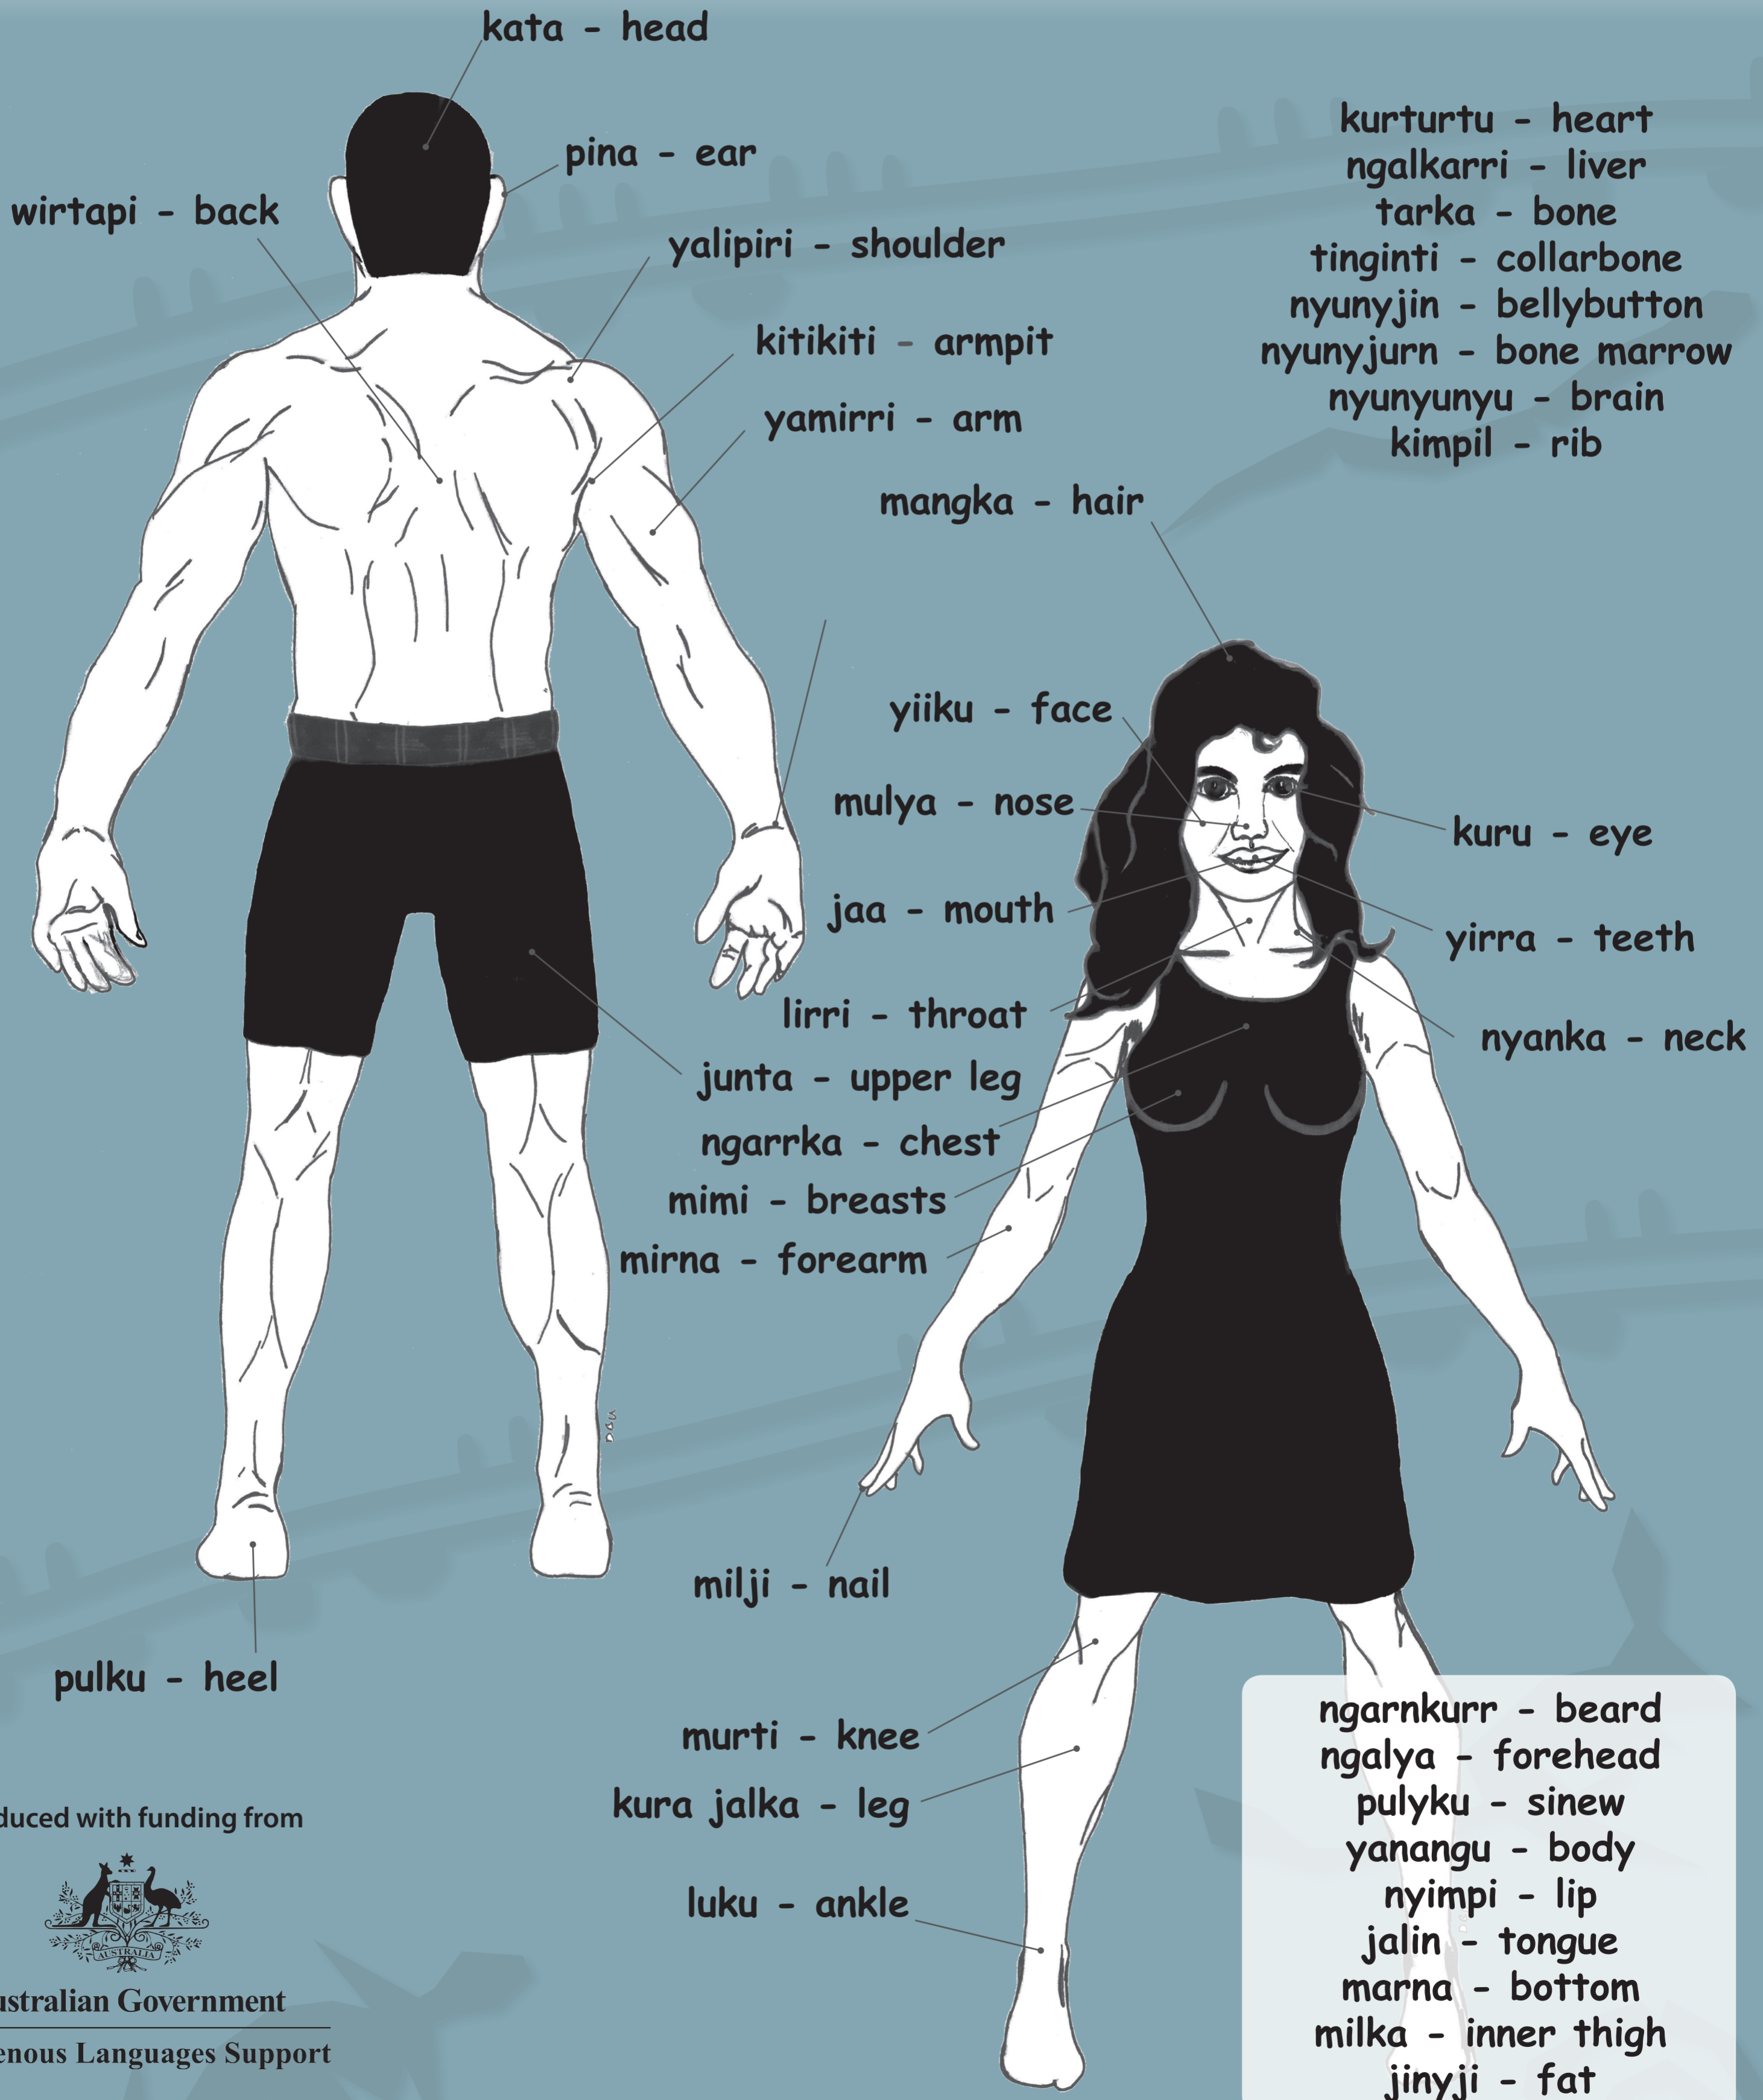 kata - head
pina - ear
wirtapi - back
yalipiri - shoulder
kitikiti - armpit
yamirri - arm
mangka - hair
kurturtu - heart
ngalkarri - liver
tarka - bone
tinginti - collarbone
nyunyjin - bellybutton
nyunyjurn - bone marrow
nyunyunyu - brain
kimpil - rib
yiiku - face
mulya - nose
kuru - eye
jaa - mouth
yirra - teeth
lirri - throat
nyanka - neck
junta - upper leg
ngarrka - chest
mimi - breasts
mirna - forearm
milji - nail
pulku - heel
murti - knee
kura jalka - leg
luku - ankle
ngarnkurr - beard
ngalya - forehead
pulyku - sinew
yanangu - body
nyimpi - lip
jalin - tongue
marna - bottom
milka - inner thigh
jinyji - fat
duced with funding from
AUSTRALIA
ustralian Government
enous Languages Support